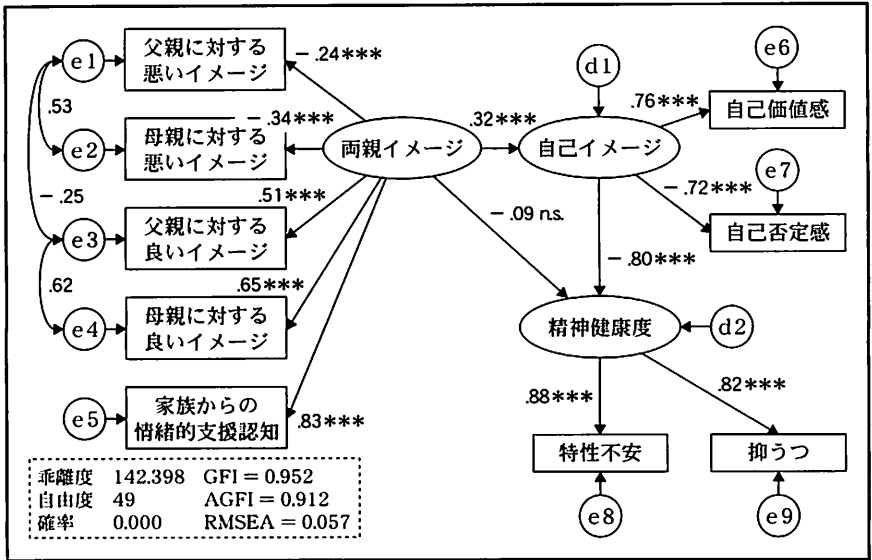 e1
父親に対する
悪いイメージ
－.24***
d1
e6
.76***
自己価値感
.53
e2
母親に対する
悪いイメージ
－.34***
両親イメージ
.32***
自己イメージ
e7
－.72***
自己否定感
－.25
e3
父親に対する
良いイメージ
.51***
－.09 n.s.
－.80***
.62
e4
母親に対する
良いイメージ
.65***
精神健康度
d2
e5
家族からの
情緒的支援認知
.83***
.88***
.82***
特性不安
抑うつ
e8
e9
乖離度 142.398 GFI = 0.952
自由度 49 AGFI = 0.912
確率 0.000 RMSEA = 0.057